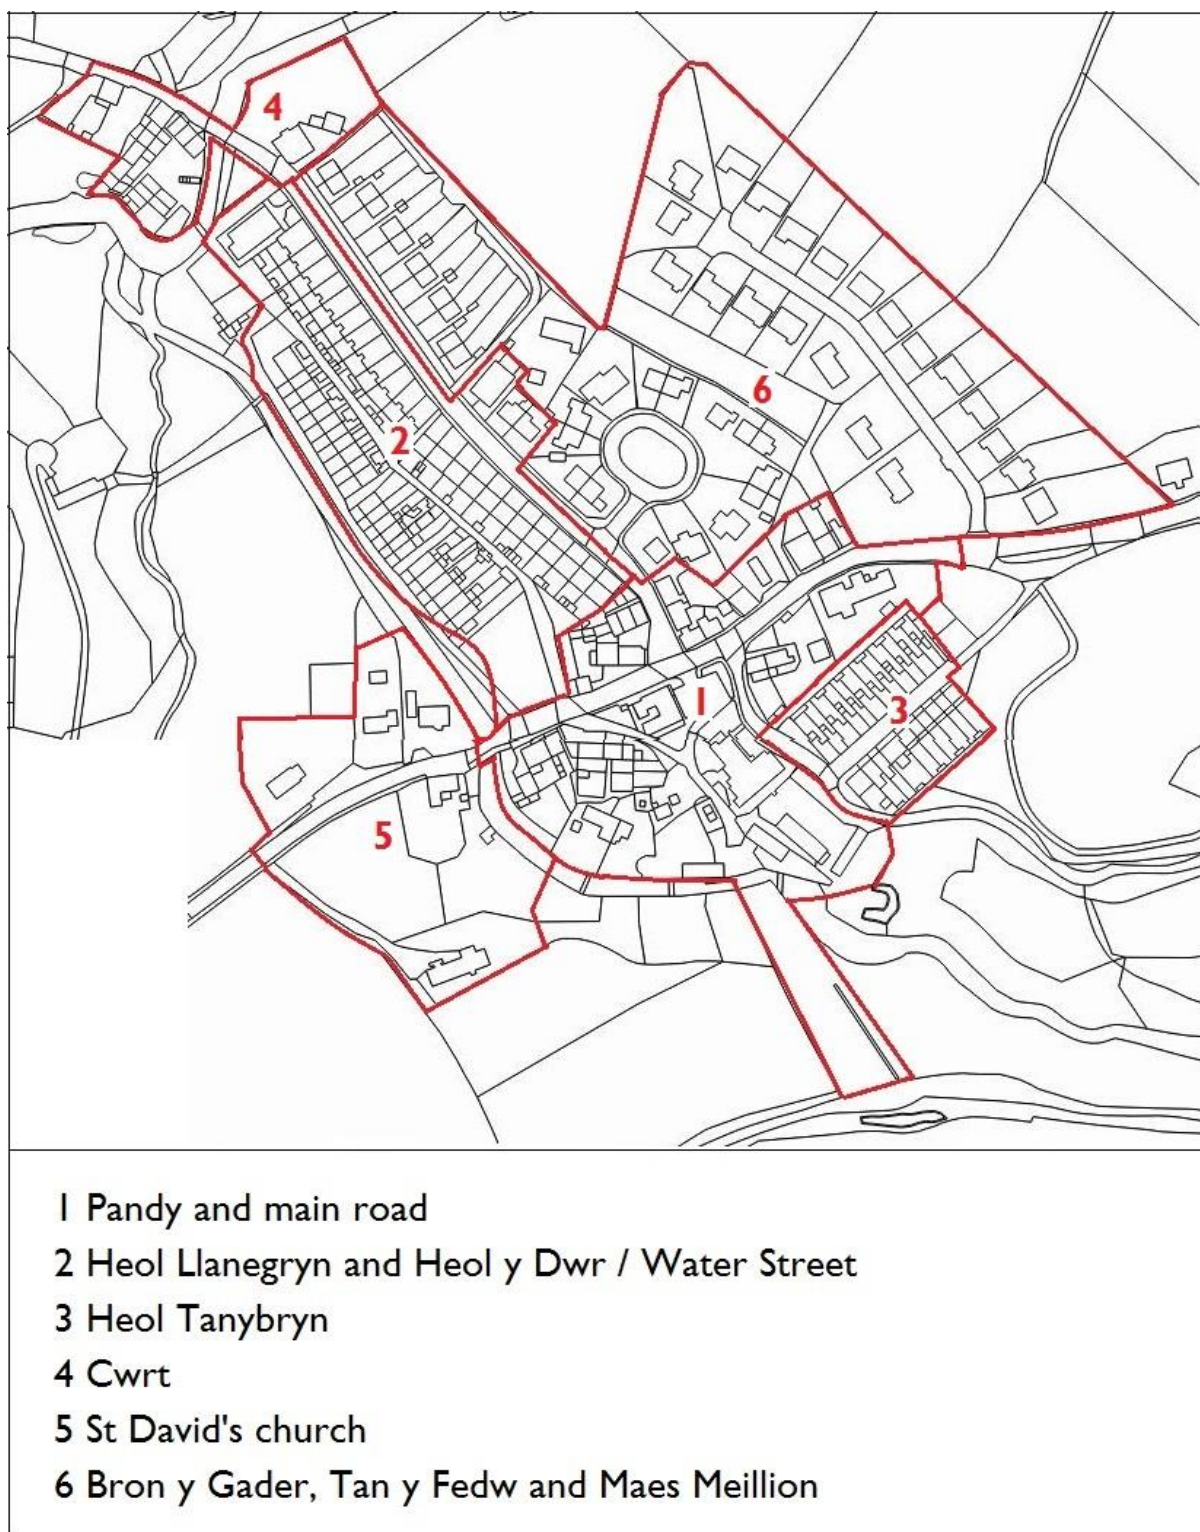 4
6
2
1
3
5
1 Pandy and main road
2 Heol Llanegryn and Heol y Dwr / Water Street
3 Heol Tanybryn
4 Cwrt
5 St David's church
6 Bron y Gader, Tan y Fedw and Maes Meillion